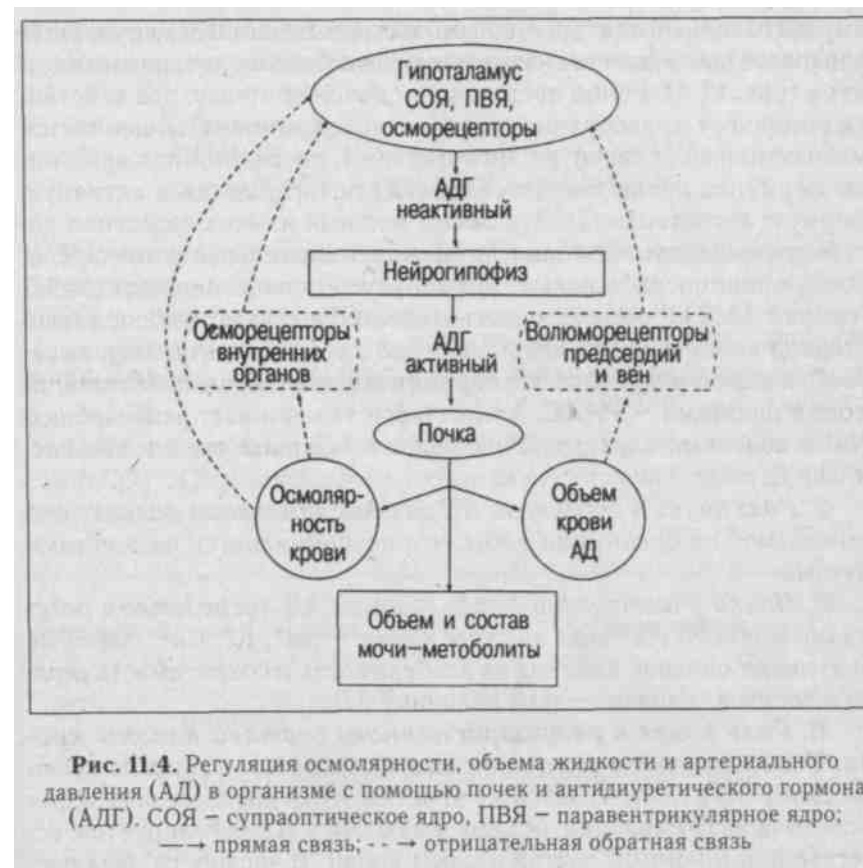 Гипоталамус
СОЯ, ПВЯ,
осморецепторы
АДГ
неактивный
Нейрогипофиз
Осморецепторы
внутренних
органов
АДГ
активный
Волюморецепторы
предсердий
и вен
Почка
Осмоляр-
ность
крови
Объем
крови
АД
Объем и состав
мочи-метоболиты
Рис. 11.4. Регуляция осмолярности, объема жидкости и артериального
давления (АД) в организме с помощью почек и антидиуретического гормона
(АДГ). СОЯ – супраоптическое ядро, ПВЯ – паравентрикулярное ядро;
—→ прямая связь; - - → отрицательная обратная связь